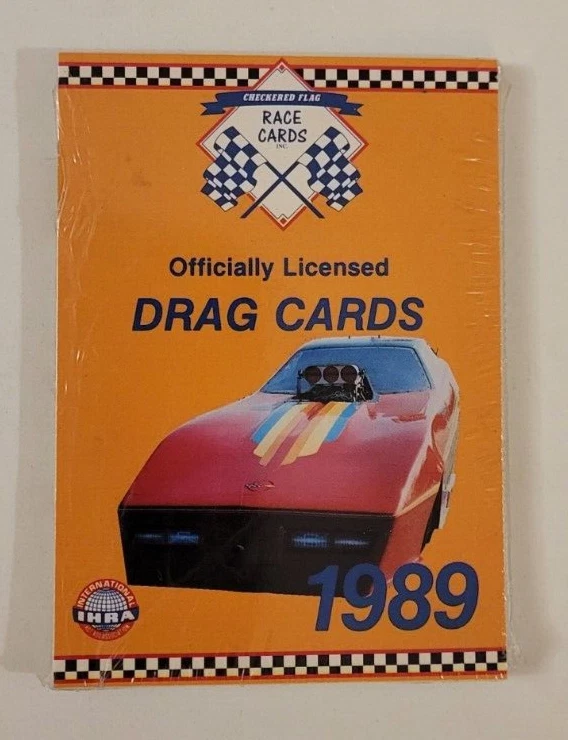 CHECKERED FLAG
RACE
CARDS
INC.
Officially Licensed
DRAG CARDS
1989
INTERNATIONAL
IHRA